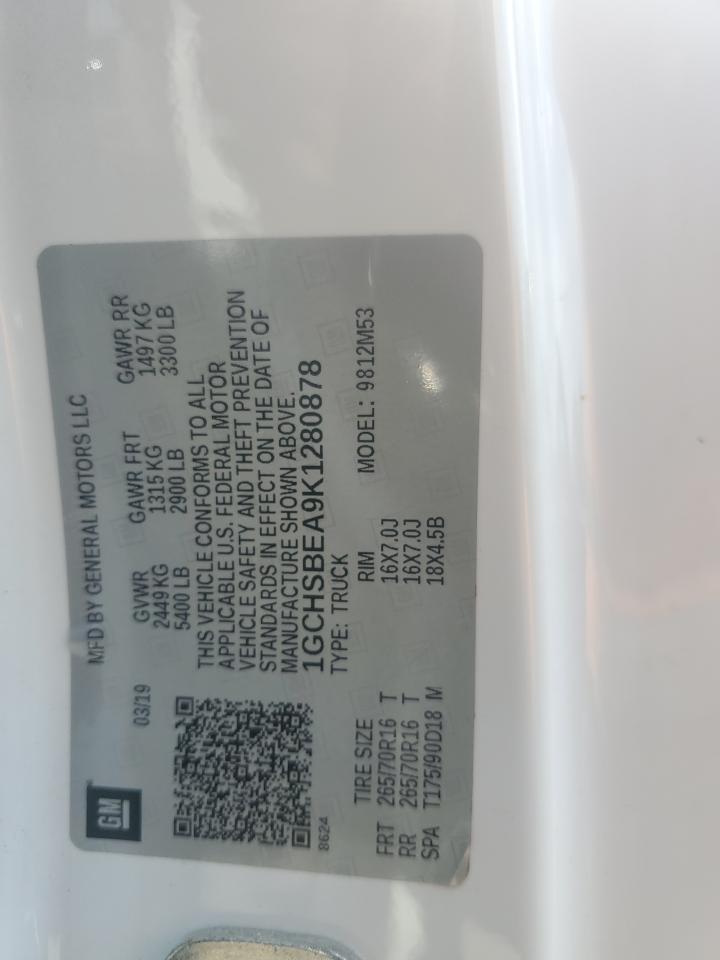 GM
03/19
MFD BY GENERAL MOTORS LLC
GVWR GAWR FRT GAWR RR
2449 KG 1315 KG 1497 KG
5400 LB 2900 LB 3300 LB
THIS VEHICLE CONFORMS TO ALL
APPLICABLE U.S. FEDERAL MOTOR
VEHICLE SAFETY AND THEFT PREVENTION
STANDARDS IN EFFECT ON THE DATE OF
MANUFACTURE SHOWN ABOVE.
1GCHSBEA9K1280878
8624
TYPE: TRUCK
MODEL: 9812M53
TIRE SIZE RIM
FRT 265/70R16 T 16X7.0J
RR 265/70R16 T 16X7.0J
SPA T175/90D18 M 18X4.5B